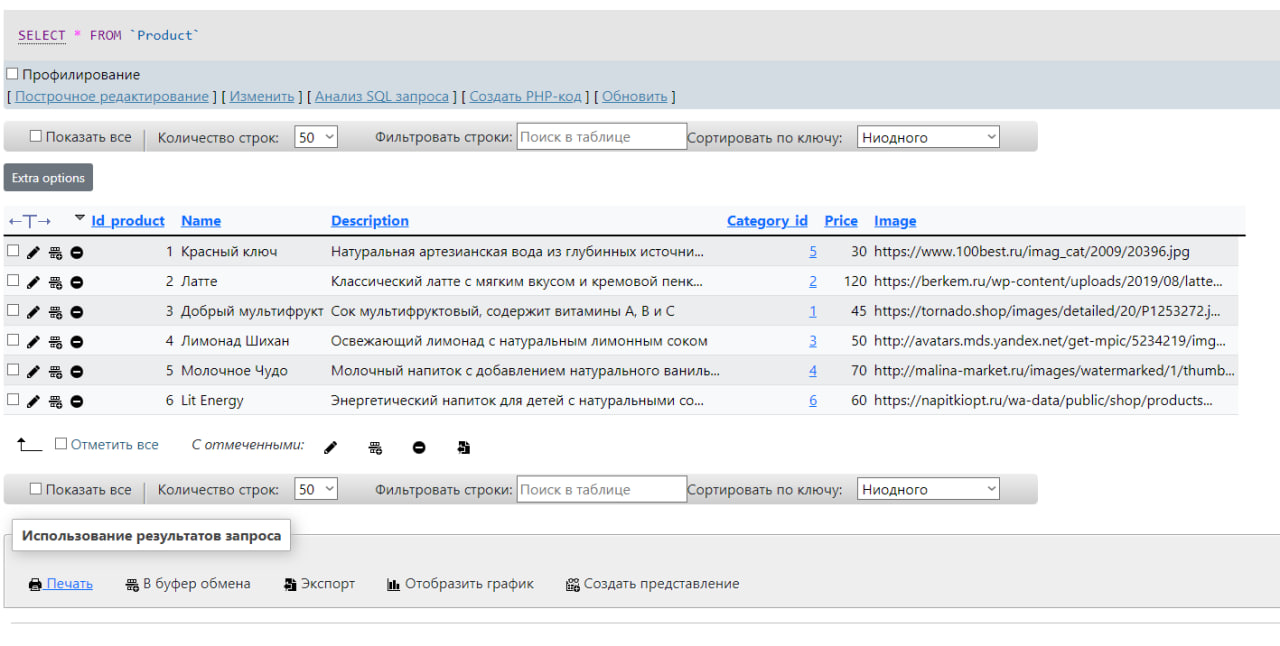 SELECT * FROM `Product`
Профилирование
[ Построчное редактирование ] [ Изменить ] [ Анализ SQL запроса ] [ Создать PHP-код ] [ Обновить ]
Показать все Количество строк: 50 Фильтровать строки: Поиск в таблице Сортировать по ключу: Ниодного
Extra options
←T→ Id_product Name Description Category_id Price Image
1 Красный ключ Натуральная артезианская вода из глубинных источни... 5 30 https://www.100best.ru/imag_cat/2009/20396.jpg
2 Латте Классический латте с мягким вкусом и кремовой пенк... 2 120 https://berkem.ru/wp-content/uploads/2019/08/latte...
3 Добрый мультифрукт Сок мультифруктовый, содержит витамины А, В и С 1 45 https://tornado.shop/images/detailed/20/P1253272.j...
4 Лимонад Шихан Освежающий лимонад с натуральным лимонным соком 3 50 http://avatars.mds.yandex.net/get-mpic/5234219/img...
5 Молочное Чудо Молочный напиток с добавлением натурального ваниль... 4 70 http://malina-market.ru/images/watermarked/1/thumb...
6 Lit Energy Энергетический напиток для детей с натуральными со... 6 60 https://napitkiopt.ru/wa-data/public/shop/products...
Отметить все С отмеченными:
Показать все Количество строк: 50 Фильтровать строки: Поиск в таблице Сортировать по ключу: Ниодного
Использование результатов запроса
Печать В буфер обмена Экспорт Отобразить график Создать представление